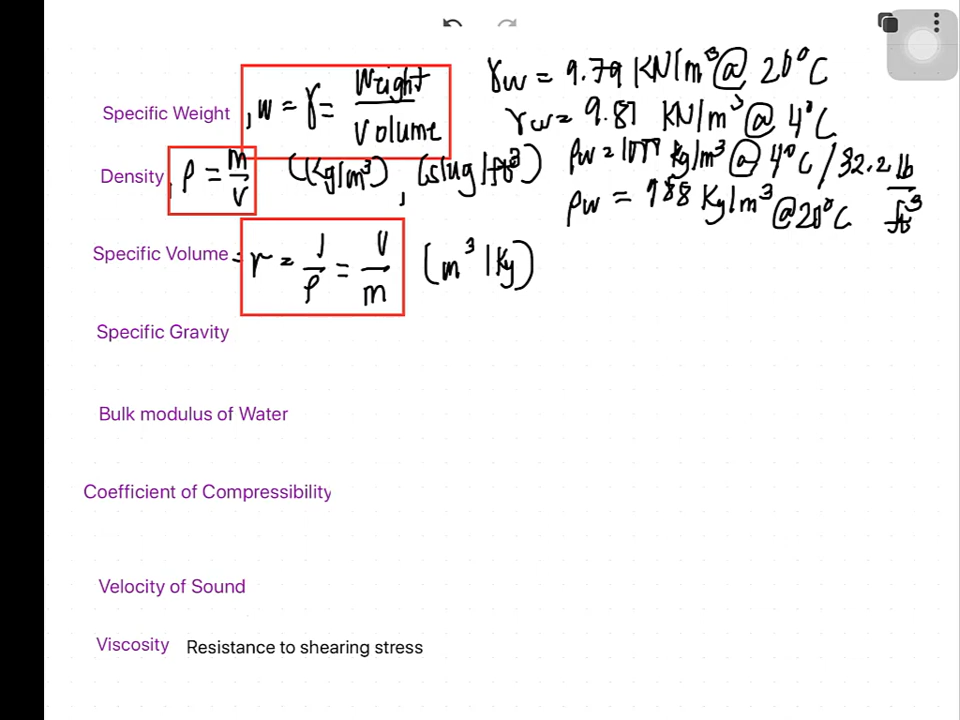 Specific Weight , w = γ = Weight / Volume γw = 9.79 KN/m³ @ 20°C
γw = 9.81 KN/m³ @ 4°C
Density , ρ = m/v (Kg/m³) , (slug/ft³) ρw = 1000 kg/m³ @ 4°C / 32.2 lb/ft³
ρw = 988 Kg/m³ @20°C
Specific Volume = v = 1/ρ = V/m (m³/Kg)
Specific Gravity
Bulk modulus of Water
Coefficient of Compressibility
Velocity of Sound
Viscosity Resistance to shearing stress